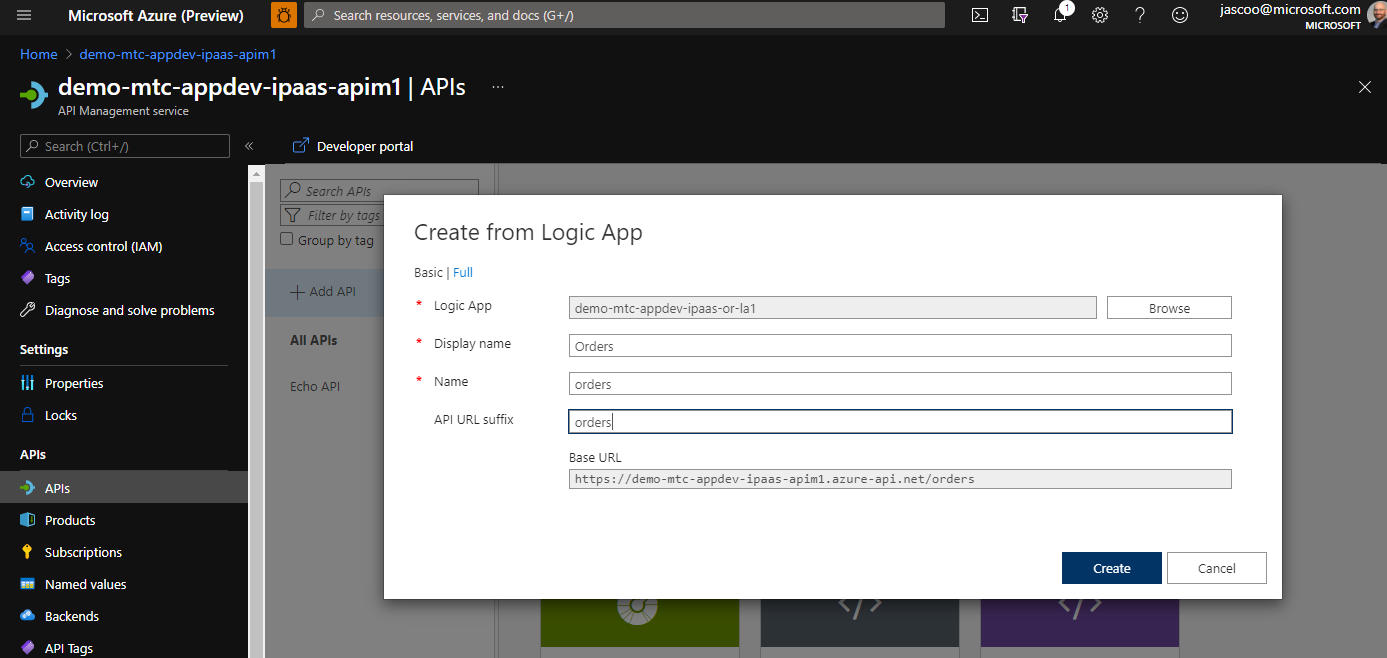 Microsoft Azure (Preview)
Search resources, services, and docs (G+/)
1
jascoo@microsoft.com
MICROSOFT
Home > demo-mtc-appdev-ipaas-apim1
demo-mtc-appdev-ipaas-apim1 | APIs ...
API Management service
Search (Ctrl+/)
«
Developer portal
Overview
Activity log
Access control (IAM)
Tags
Diagnose and solve problems
Settings
Properties
Locks
APIs
APIs
Products
Subscriptions
Named values
Backends
API Tags
Search APIs
Filter by tags
Group by tag
+ Add API
All APIs
Echo API
Create from Logic App
Basic | Full
* Logic App demo-mtc-appdev-ipaas-or-la1 Browse
* Display name Orders
* Name orders
API URL suffix orders
Base URL
https://demo-mtc-appdev-ipaas-apim1.azure-api.net/orders
Create Cancel